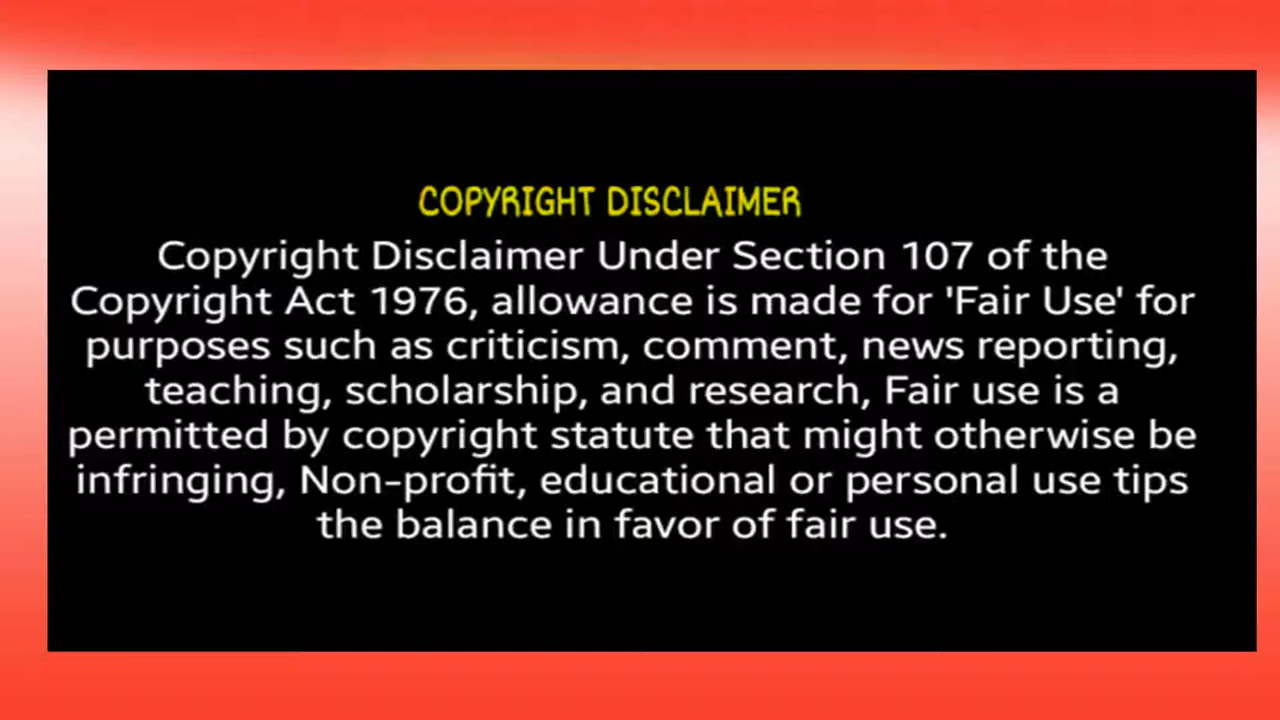 COPYRIGHT DISCLAIMER
Copyright Disclaimer Under Section 107 of the
Copyright Act 1976, allowance is made for 'Fair Use' for
purposes such as criticism, comment, news reporting,
teaching, scholarship, and research, Fair use is a
permitted by copyright statute that might otherwise be
infringing, Non-profit, educational or personal use tips
the balance in favor of fair use.